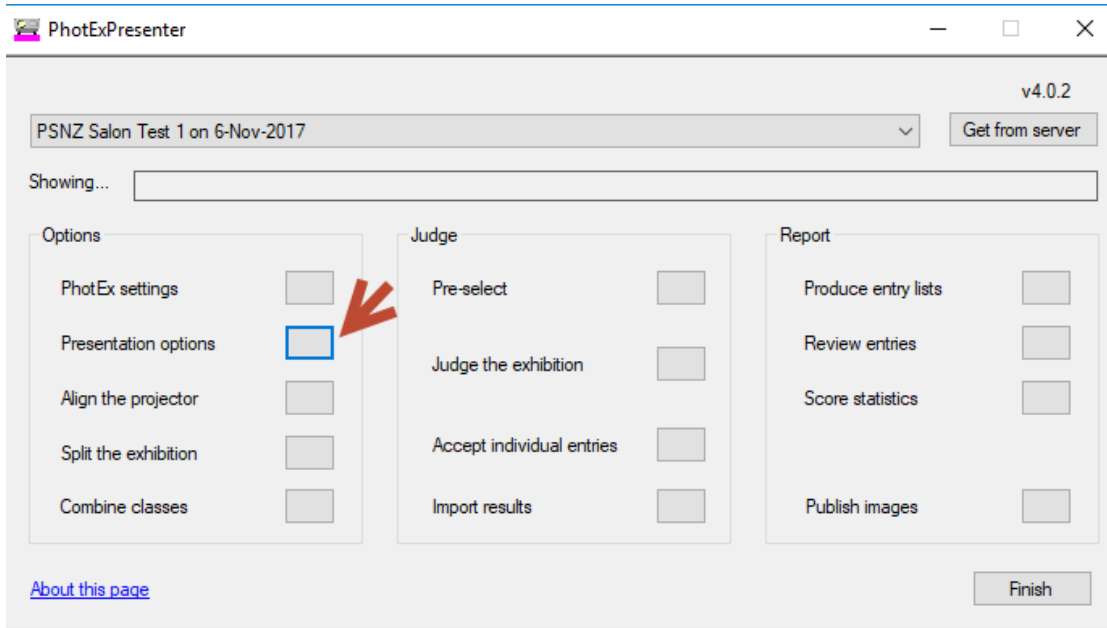 PhotExPresenter
v4.0.2
PSNZ Salon Test 1 on 6-Nov-2017
Get from server
Showing...
Options
PhotEx settings
Presentation options
Align the projector
Split the exhibition
Combine classes
Judge
Pre-select
Judge the exhibition
Accept individual entries
Import results
Report
Produce entry lists
Review entries
Score statistics
Publish images
About this page
Finish